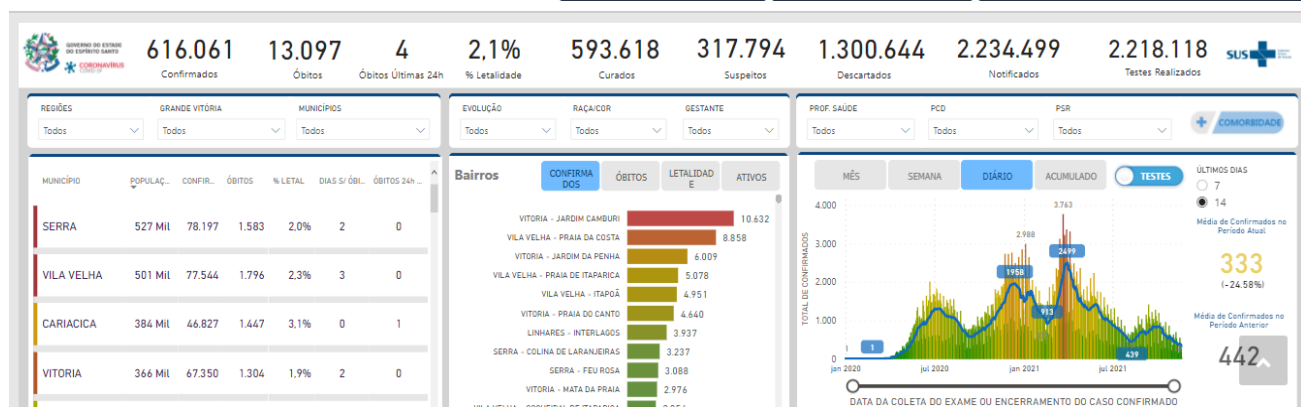 GOVERNO DO ESTADO
DO ESPÍRITO SANTO
CORONAVÍRUS
COVID-19
616.061
Confirmados
13.097
Óbitos
4
Óbitos Últimas 24h
2,1%
% Letalidade
593.618
Curados
317.794
Suspeitos
1.300.644
Descartados
2.234.499
Notificados
2.218.118
Testes Realizados
SUS
REGIÕES
Todos
GRANDE VITÓRIA
Todos
MUNICÍPIOS
Todos
EVOLUÇÃO
Todos
RAÇA/COR
Todos
GESTANTE
Todos
PROF. SAÚDE
Todos
PCD
Todos
PSR
Todos
+ COMORBIDADE
MUNICÍPIO POPULAÇ... CONFIR... ÓBITOS % LETAL DIAS S/ ÓBI... ÓBITOS 24h ...
SERRA 527 Mil 78.197 1.583 2,0% 2 0
VILA VELHA 501 Mil 77.544 1.796 2,3% 3 0
CARIACICA 384 Mil 46.827 1.447 3,1% 0 1
VITORIA 366 Mil 67.350 1.304 1,9% 2 0
Bairros
CONFIRMA
DOS
ÓBITOS
LETALIDAD
E
ATIVOS
VITORIA - JARDIM CAMBURI 10.632
VILA VELHA - PRAIA DA COSTA 8.858
VITORIA - JARDIM DA PENHA 6.009
VILA VELHA - PRAIA DE ITAPARICA 5.078
VILA VELHA - ITAPOÃ 4.951
VITORIA - PRAIA DO CANTO 4.640
LINHARES - INTERLAGOS 3.937
SERRA - COLINA DE LARANJEIRAS 3.237
SERRA - FEU ROSA 3.088
VITORIA - MATA DA PRAIA 2.976
MÊS SEMANA DIÁRIO ACUMULADO TESTES
TOTAL DE CONFIRMADOS
4.000
3.000
2.000
1.000
0
3.763
2.988
2499
1958
913
439
1
1
jan 2020 jul 2020 jan 2021 jul 2021
DATA DA COLETA DO EXAME OU ENCERRAMENTO DO CASO CONFIRMADO
ÚLTIMOS DIAS
7
14
Média de Confirmados no
Período Atual
333
(-24.58%)
Média de Confirmados no
Período Anterior
442